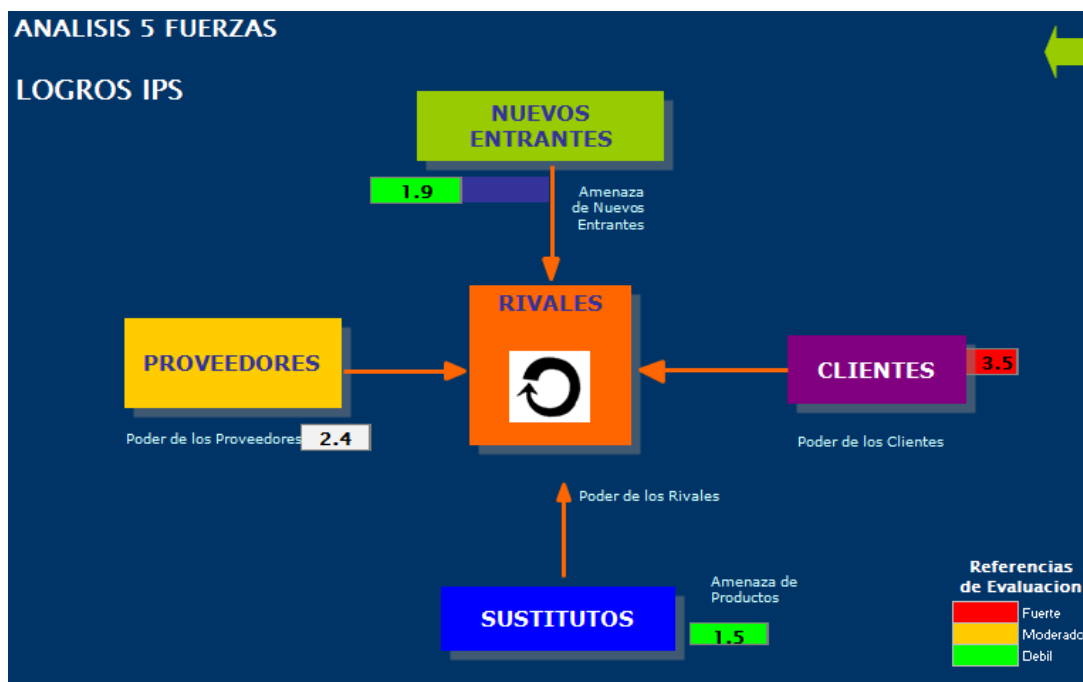 ANALISIS 5 FUERZAS
LOGROS IPS
NUEVOS
ENTRANTES
1.9
Amenaza
de Nuevos
Entrantes
RIVALES
PROVEEDORES
CLIENTES
3.5
Poder de los Proveedores
2.4
Poder de los Clientes
Poder de los Rivales
SUSTITUTOS
Amenaza de
Productos
1.5
Referencias
de Evaluacion
Fuerte
Moderado
Debil